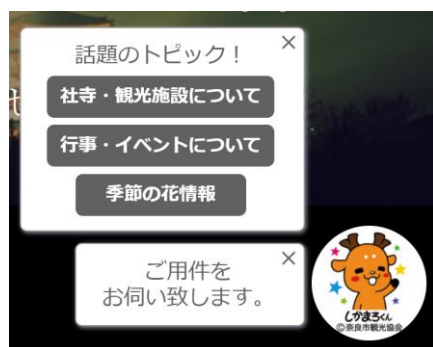 話題のトピック！
×
社寺・観光施設について
行事・イベントについて
季節の花情報
×
ご用件を
お伺い致します。
しかまろくん
©奈良市観光協会